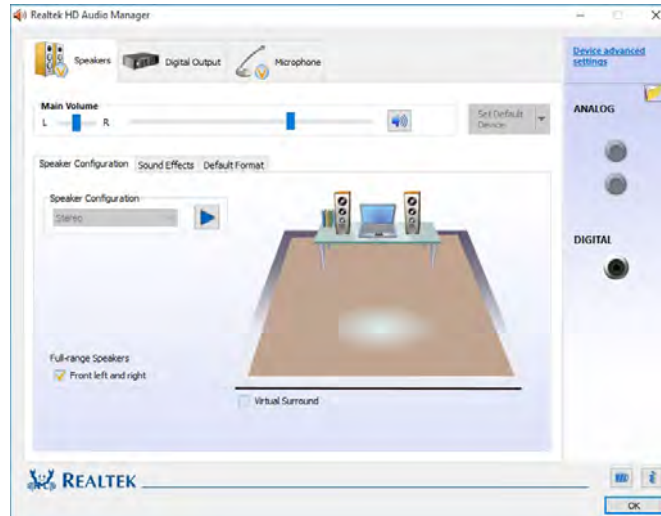 Realtek HD Audio Manager
Speakers
Digital Output
Microphone
Device advanced
settings
Main Volume
L
R
Set Default
Device
ANALOG
Speaker Configuration
Sound Effects
Default Format
Speaker Configuration
Stereo
DIGITAL
Full-range Speakers
Front left and right
Virtual Surround
REALTEK
OK